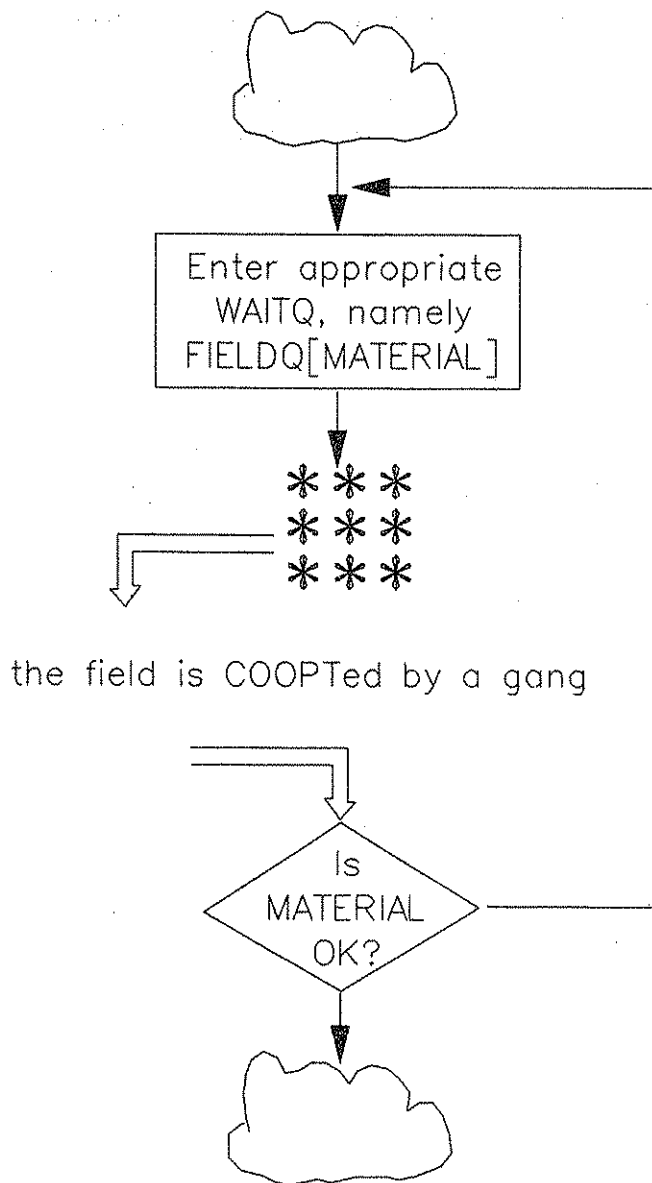 Enter appropriate
WAITQ, namely
FIELDQ[MATERIAL]
* * *
* * *
* * *
the field is COOPTed by a gang
Is
MATERIAL
OK?